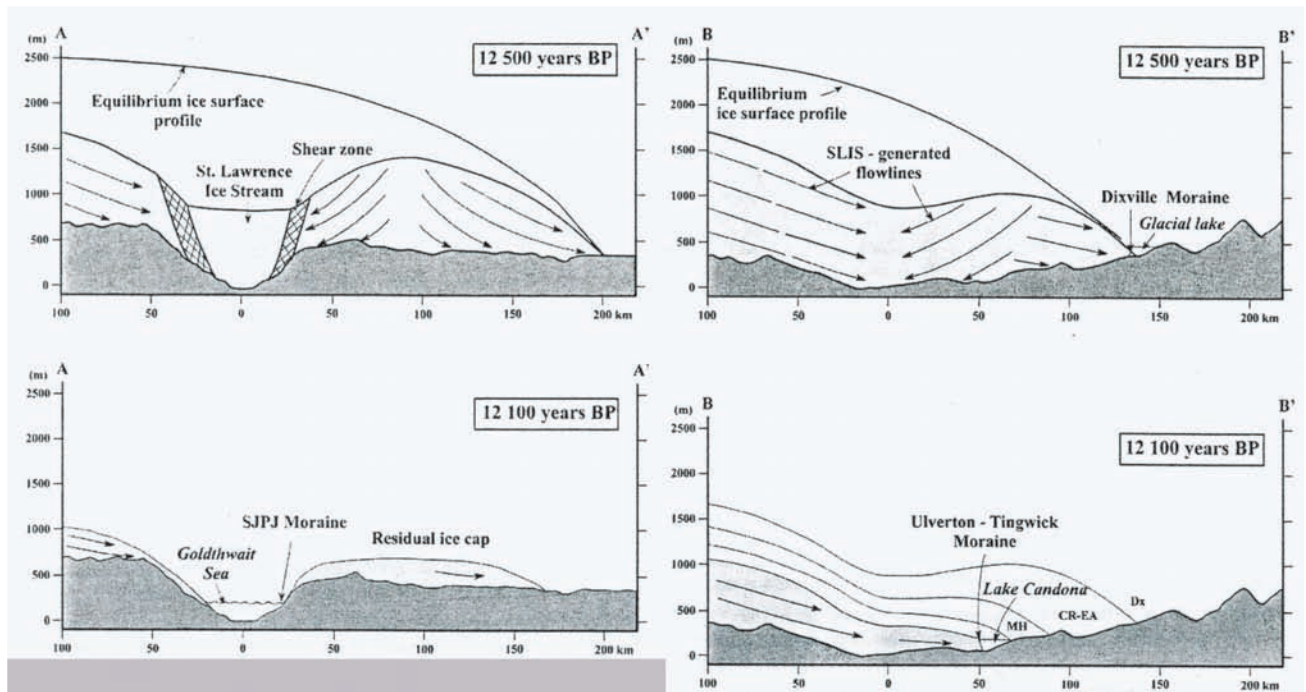 A
A'
(m)
12 500 years BP
2500
Equilibrium ice surface
profile
2000
Shear zone
1500
St. Lawrence
Ice Stream
1000
500
0
100
50
0
50
100
150
200 km
B
B'
(m)
12 500 years BP
2500
Equilibrium
ice surface profile
2000
SLIS - generated
flowlines
1500
Dixville Moraine
1000
Glacial lake
500
0
100
50
0
50
100
150
200 km
A
A'
(m)
2500
12 100 years BP
2000
1500
SJPJ Moraine
1000
Goldthwait
Sea
Residual ice cap
500
0
100
50
0
50
100
150
200 km
B
B'
(m)
2500
12 100 years BP
2000
1500
Ulverton - Tingwick
Moraine
1000
Lake Candona
Dx
500
CR-EA
MH
0
100
50
0
50
100
150
200 km